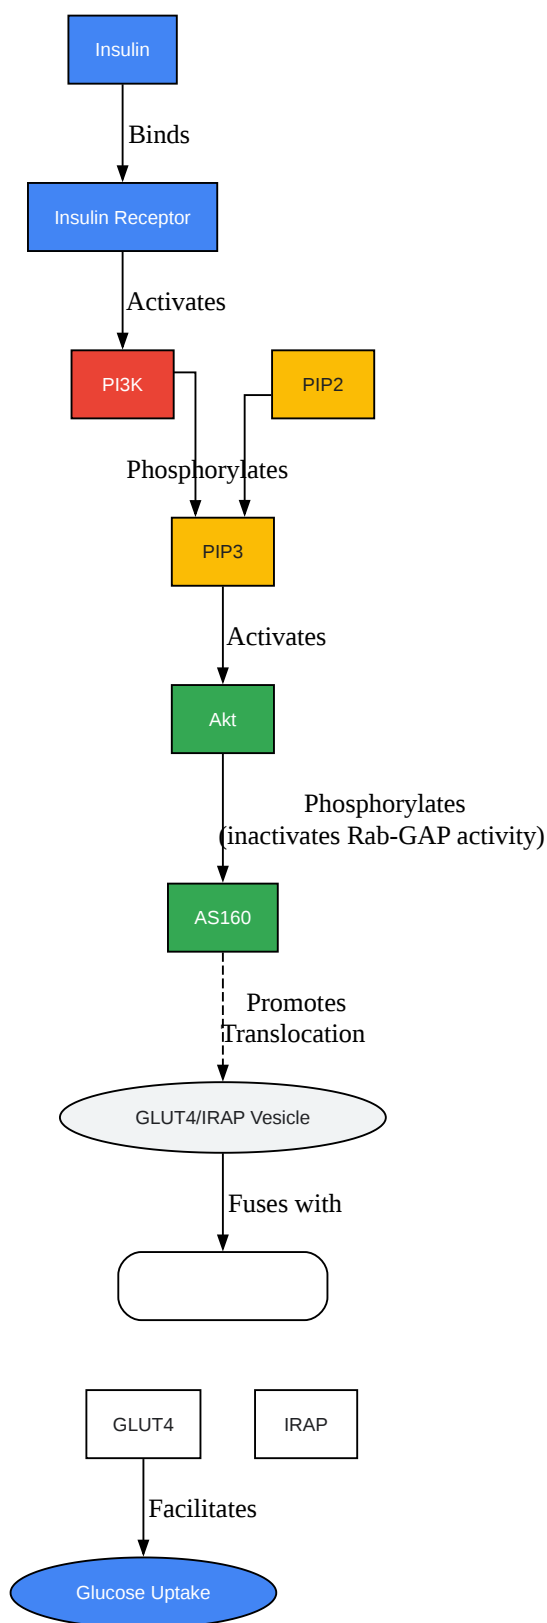 Insulin
Binds
Insulin Receptor
Activates
PI3K
PIP2
Phosphorylates
PIP3
Activates
Akt
Phosphorylates
(inactivates Rab-GAP activity)
AS160
Promotes
Translocation
GLUT4/IRAP Vesicle
Fuses with
GLUT4
IRAP
Facilitates
Glucose Uptake